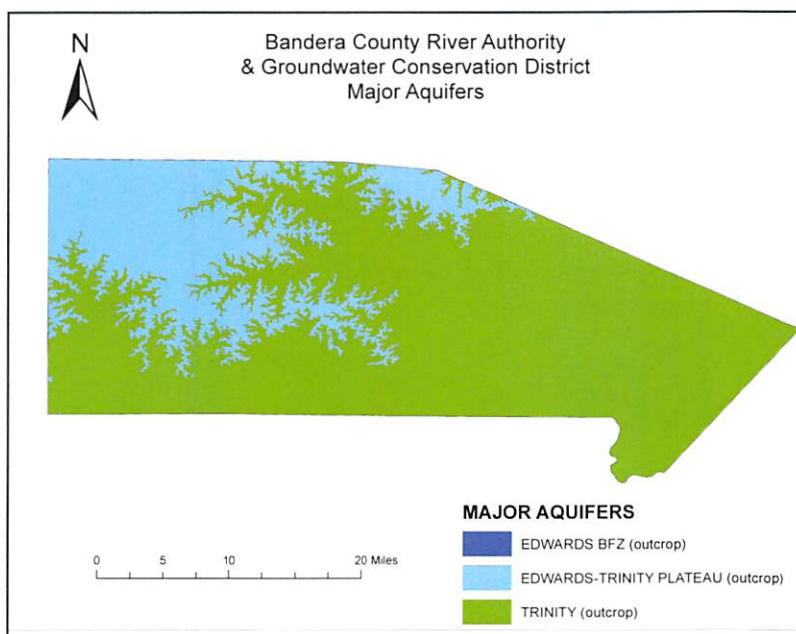 N
Bandera County River Authority
& Groundwater Conservation District
Major Aquifers
MAJOR AQUIFERS
EDWARDS BFZ (outcrop)
EDWARDS-TRINITY PLATEAU (outcrop)
TRINITY (outcrop)
0 5 10 20 Miles